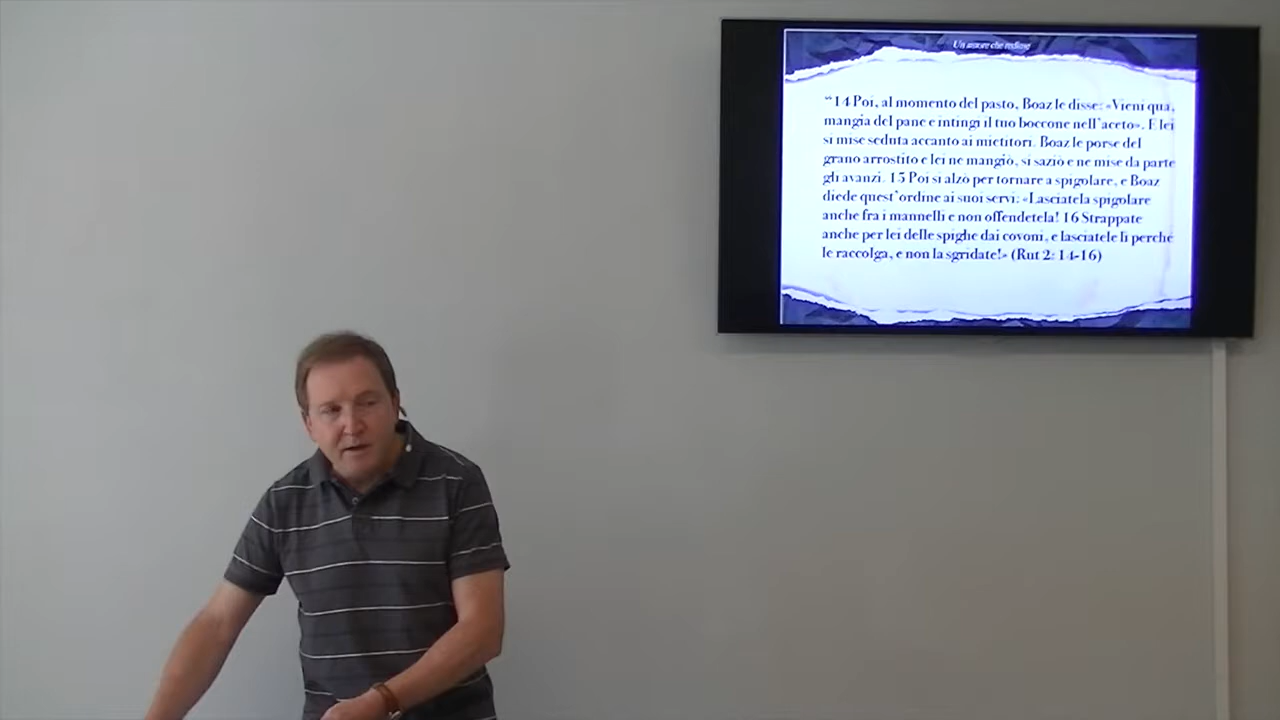 Un amore che redime
“14 Poi, al momento del pasto, Boaz le disse: «Vieni qua,
mangia del pane e intingi il tuo boccone nell'aceto». E lei
si mise seduta accanto ai mietitori. Boaz le porse del
grano arrostito e lei ne mangiò, si saziò e ne mise da parte
gli avanzi. 15 Poi si alzò per tornare a spigolare, e Boaz
diede quest'ordine ai suoi servi: «Lasciatela spigolare
anche fra i mannelli e non offendetela! 16 Strappate
anche per lei delle spighe dai covoni, e lasciatele lì perché
le raccolga, e non la sgridate!» (Rut 2: 14-16)